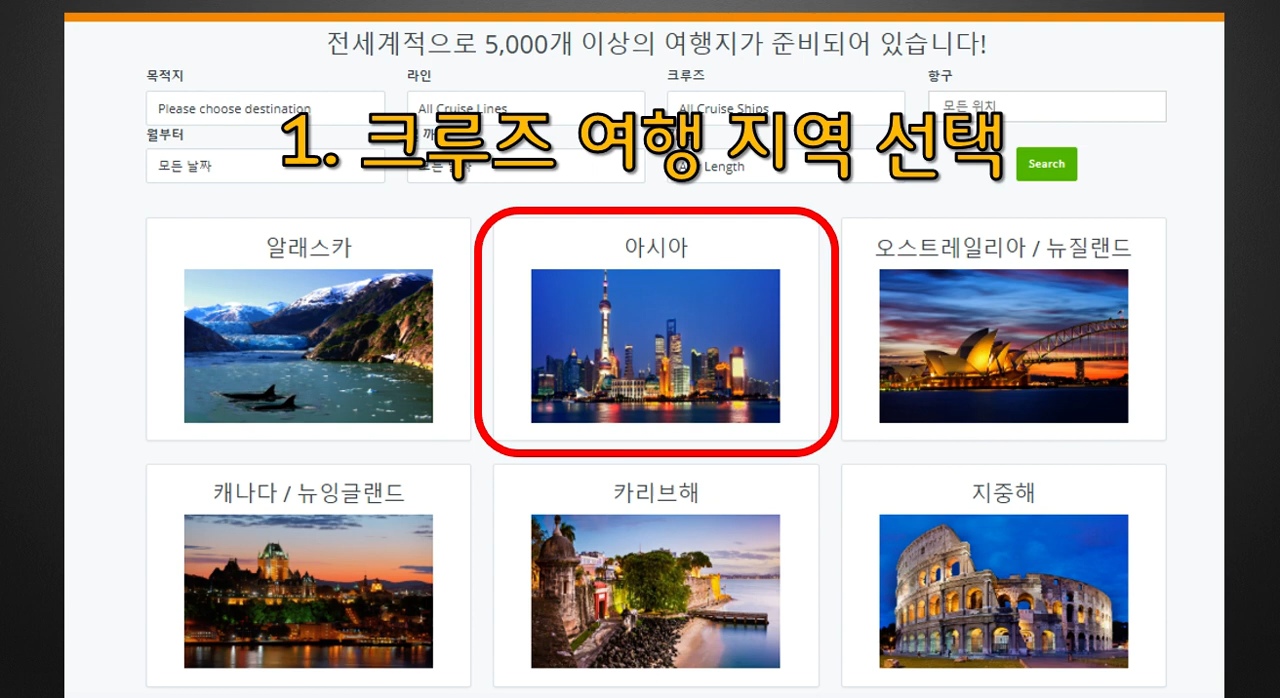 전세계적으로 5,000개 이상의 여행지가 준비되어 있습니다!
목적지 라인 크루즈 항구
Please choose destination All Cruise Lines All Cruise Ships 모든 위치
월부터 까
1. 크루즈 여행 지역 선택
모든 날짜 모든 Length Search
알래스카 아시아 오스트레일리아 / 뉴질랜드
캐나다 / 뉴잉글랜드 카리브해 지중해